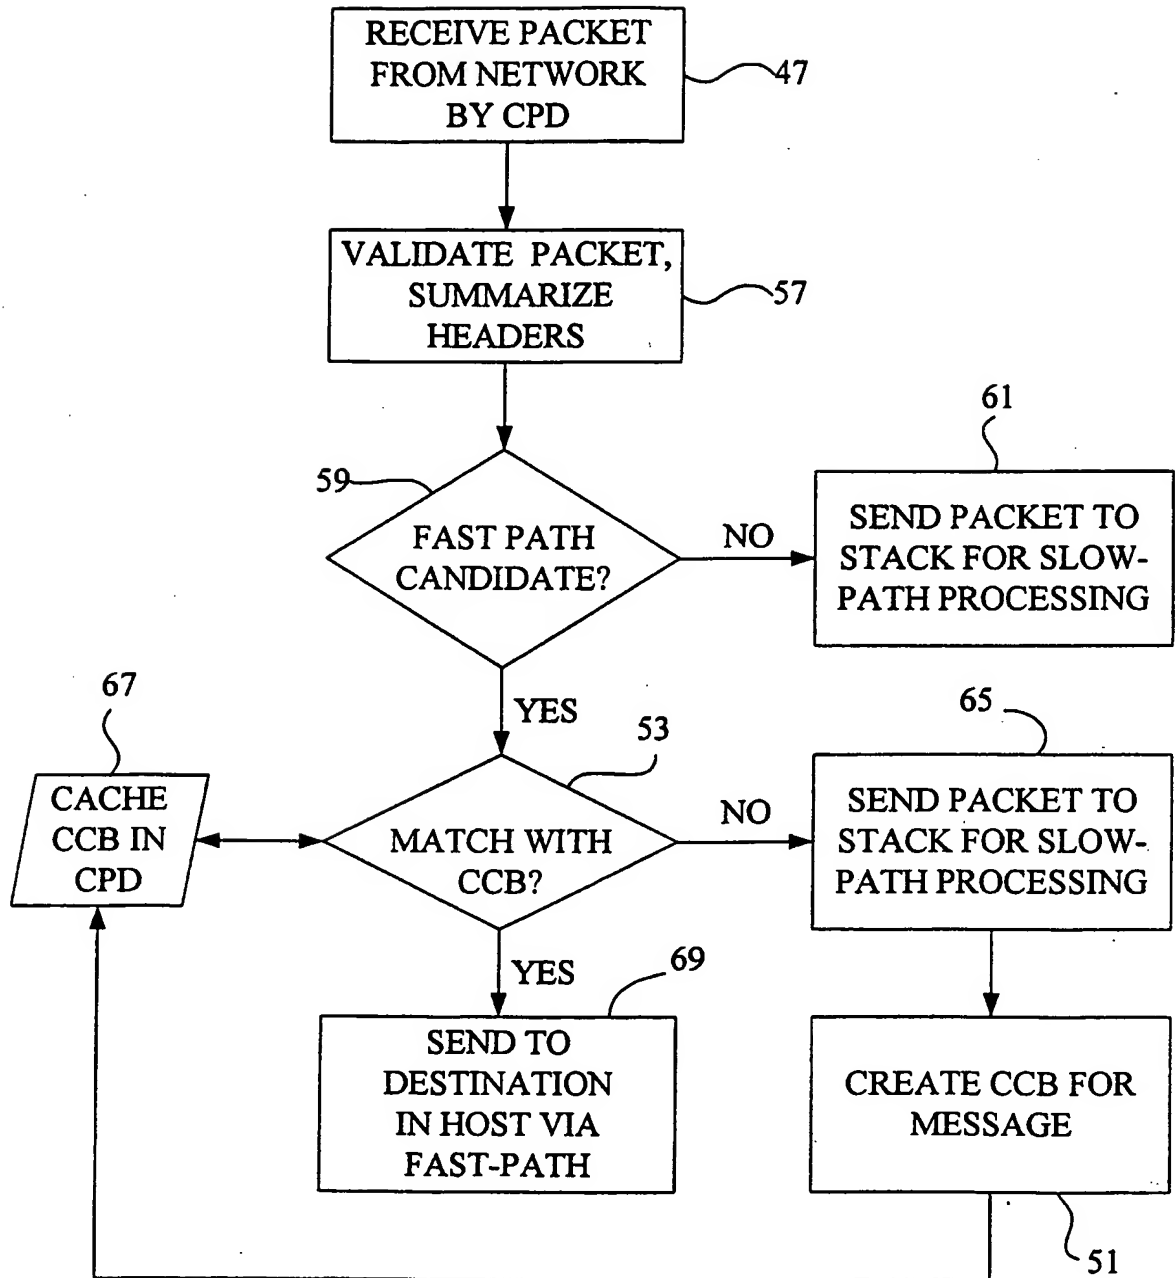 RECEIVE PACKET
FROM NETWORK
BY CPD
47
VALIDATE PACKET,
SUMMARIZE
HEADERS
57
59
FAST PATH
CANDIDATE?
NO
61
SEND PACKET TO
STACK FOR SLOW-
PATH PROCESSING
YES
67
CACHE
CCB IN
CPD
53
MATCH WITH
CCB?
NO
65
SEND PACKET TO
STACK FOR SLOW-
PATH PROCESSING
YES
69
SEND TO
DESTINATION
IN HOST VIA
FAST-PATH
CREATE CCB FOR
MESSAGE
51